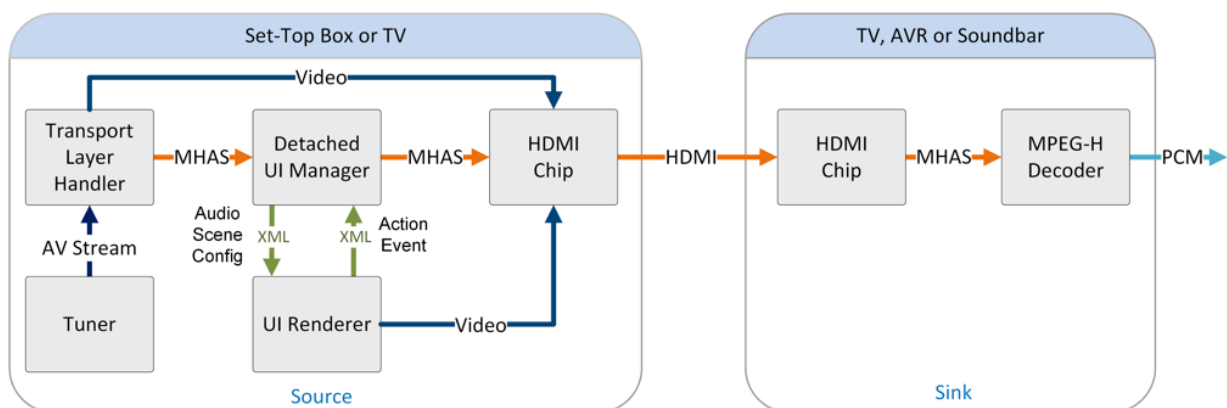 Set-Top Box or TV
TV, AVR or Soundbar
Video
Transport
Layer
Handler
MHAS
Detached
UI Manager
MHAS
HDMI
Chip
HDMI
HDMI
Chip
MHAS
MPEG-H
Decoder
PCM
AV Stream
Audio
Scene
Config
XML
XML
Action
Event
Tuner
UI Renderer
Video
Source
Sink